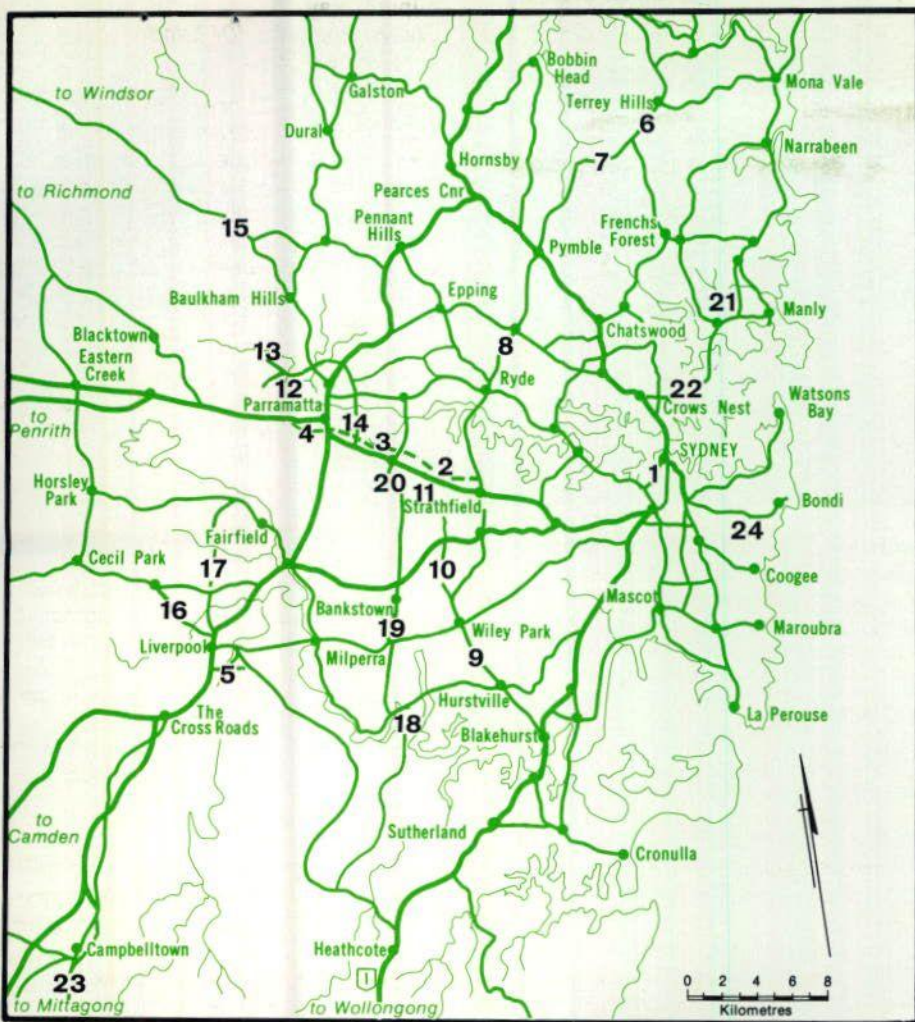 Bobbin
Head
Mona Vale
to Windsor
Galston
Terrey Hills
6
Dural
Narrabeen
Hornsby
7
to Richmond
Pearces Cnr
Pennant
Hills
15
Frenchs
Forest
Pymble
Epping
Baulkham Hills
21
Manly
Blacktown
Chatswood
8
13
Eastern
Creek
12
Ryde
22
Watsons
Bay
Parramatta
Crows Nest
to
Penrith
4
14
3
SYDNEY
2
1
20
11
Horsley
Park
Strathfield
Bondi
Fairfield
24
Cecil Park
17
10
Coogee
16
Bankstown
Mascot
19
Wiley Park
Maroubra
Liverpool
Milperra
9
5
Hurstville
The
Cross Roads
18
La Perouse
Blakehurst
to
Camden
Sutherland
Cronulla
Campbelltown
Heathcote
23
1
to Mittagong
to Wollongong
0 2 4 6 8
Kilometres